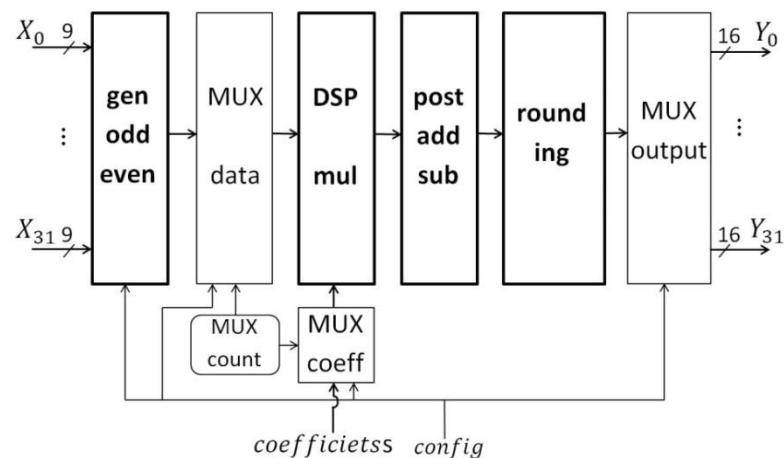 X₀ 9
⋮
X₃₁ 9
gen
odd
even
MUX
data
DSP
mul
post
add
sub
round
ing
MUX
output
16 Y₀
⋮
16 Y₃₁
MUX
count
MUX
coeff
coefficietss config